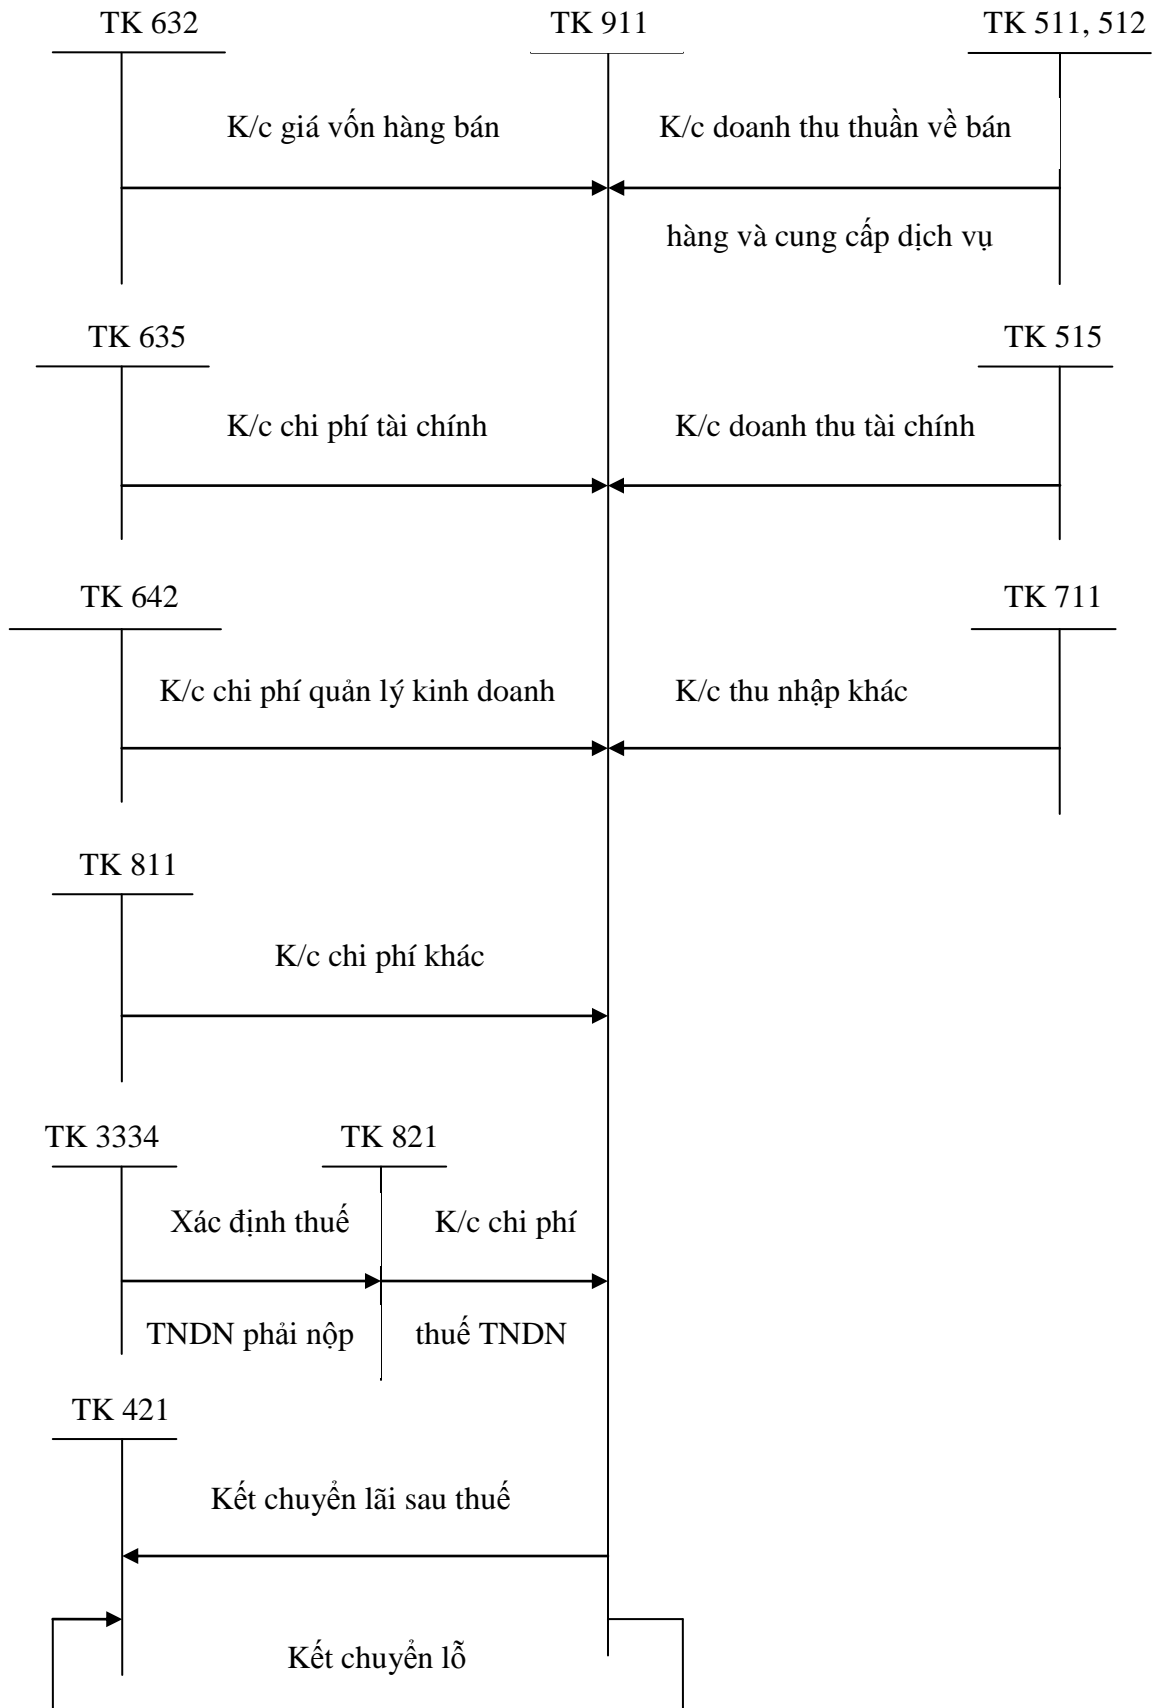 TK 632
TK 911
TK 511, 512
K/c giá vốn hàng bán
K/c doanh thu thuần về bán
hàng và cung cấp dịch vụ
TK 635
TK 515
K/c chi phí tài chính
K/c doanh thu tài chính
TK 642
TK 711
K/c chi phí quản lý kinh doanh
K/c thu nhập khác
TK 811
K/c chi phí khác
TK 3334
TK 821
Xác định thuế
K/c chi phí
TNDN phải nộp
thuế TNDN
TK 421
Kết chuyển lãi sau thuế
Kết chuyển lỗ